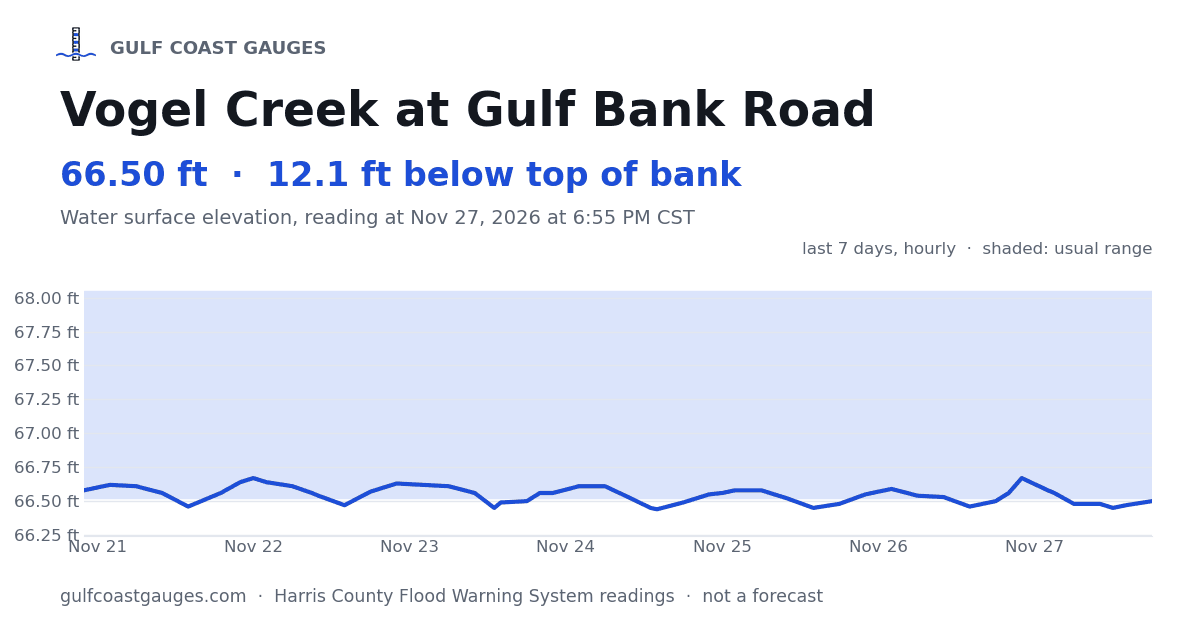 GULF COAST GAUGES
Vogel Creek at Gulf Bank Road
66.50 ft · 12.1 ft below top of bank
Water surface elevation, reading at Nov 27, 2026 at 6:55 PM CST
last 7 days, hourly · shaded: usual range
68.00 ft
67.75 ft
67.50 ft
67.25 ft
67.00 ft
66.75 ft
66.50 ft
66.25 ft
Nov 21 Nov 22 Nov 23 Nov 24 Nov 25 Nov 26 Nov 27
gulfcoastgauges.com · Harris County Flood Warning System readings · not a forecast